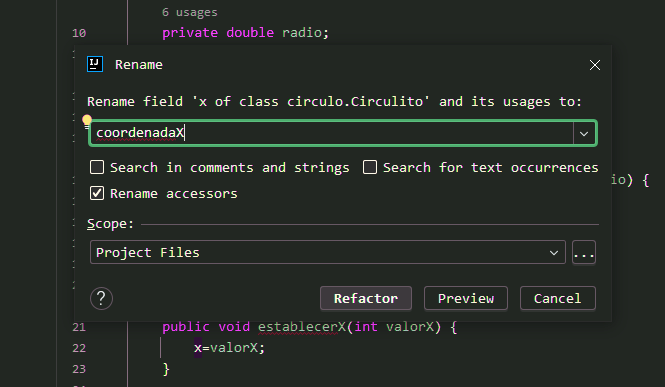 6 usages
10 private double radio;
IJ Rename
Rename field 'x of class circulo.Circulito' and its usages to:
coordenadaX
Search in comments and strings Search for text occurrences
io) {
Rename accessors
Scope:
Project Files ...
? Refactor Preview Cancel
21 public void establecerX(int valorX) {
22 x=valorX;
23 }